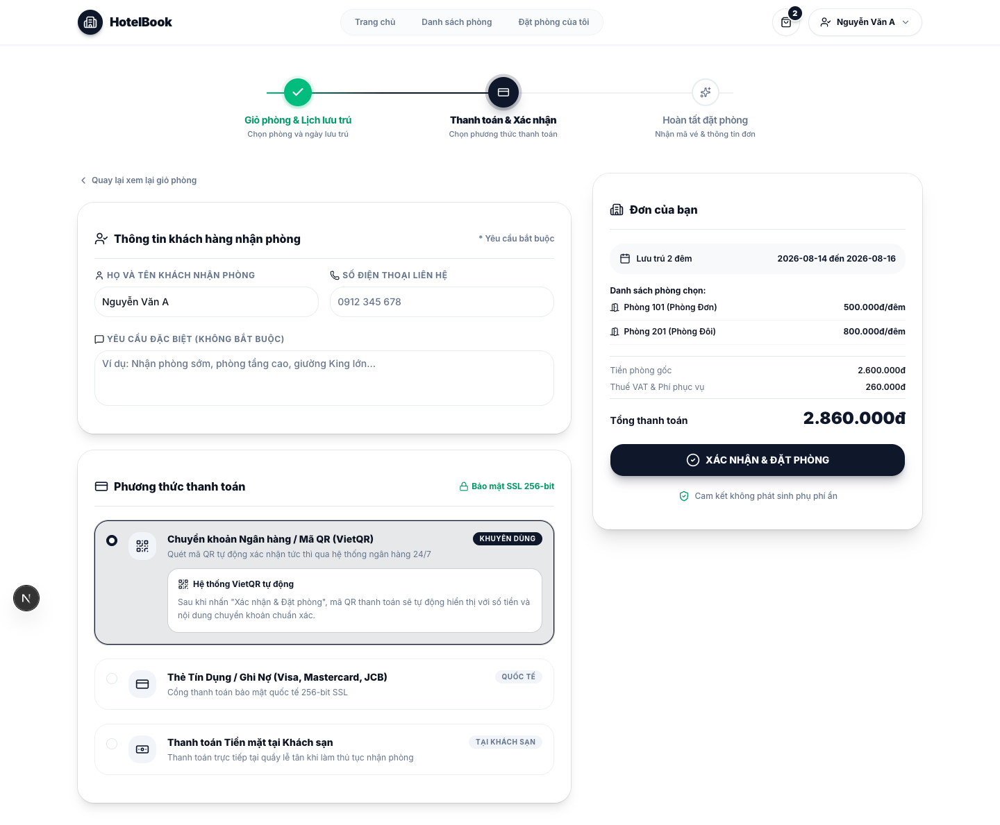 HotelBook
Trang chủ
Danh sách phòng
Đặt phòng của tôi
2
Nguyễn Văn A
Giỏ phòng & Lịch lưu trú
Chọn phòng và ngày lưu trú
Thanh toán & Xác nhận
Chọn phương thức thanh toán
Hoàn tất đặt phòng
Nhận mã vé & thông tin đơn
Quay lại xem lại giỏ phòng
Thông tin khách hàng nhận phòng
* Yêu cầu bắt buộc
HỌ VÀ TÊN KHÁCH NHẬN PHÒNG
Nguyễn Văn A
SỐ ĐIỆN THOẠI LIÊN HỆ
0912 345 678
YÊU CẦU ĐẶC BIỆT (KHÔNG BẮT BUỘC)
Ví dụ: Nhận phòng sớm, phòng tầng cao, giường King lớn...
Phương thức thanh toán
Bảo mật SSL 256-bit
Chuyển khoản Ngân hàng / Mã QR (VietQR)
KHUYÊN DÙNG
Quét mã QR tự động xác nhận tức thì qua hệ thống ngân hàng 24/7
Hệ thống VietQR tự động
Sau khi nhấn "Xác nhận & Đặt phòng", mã QR thanh toán sẽ tự động hiển thị với số tiền và
nội dung chuyển khoản chuẩn xác.
Thẻ Tín Dụng / Ghi Nợ (Visa, Mastercard, JCB)
QUỐC TẾ
Cổng thanh toán bảo mật quốc tế 256-bit SSL
Thanh toán Tiền mặt tại Khách sạn
TẠI KHÁCH SẠN
Thanh toán trực tiếp tại quầy lễ tân khi làm thủ tục nhận phòng
Đơn của bạn
Lưu trú 2 đêm
2026-08-14 đến 2026-08-16
Danh sách phòng chọn:
Phòng 101 (Phòng Đơn)
500.000đ/đêm
Phòng 201 (Phòng Đôi)
800.000đ/đêm
Tiền phòng gốc
2.600.000đ
Thuế VAT & Phí phục vụ
260.000đ
Tổng thanh toán
2.860.000đ
XÁC NHẬN & ĐẶT PHÒNG
Cam kết không phát sinh phụ phí ẩn
N